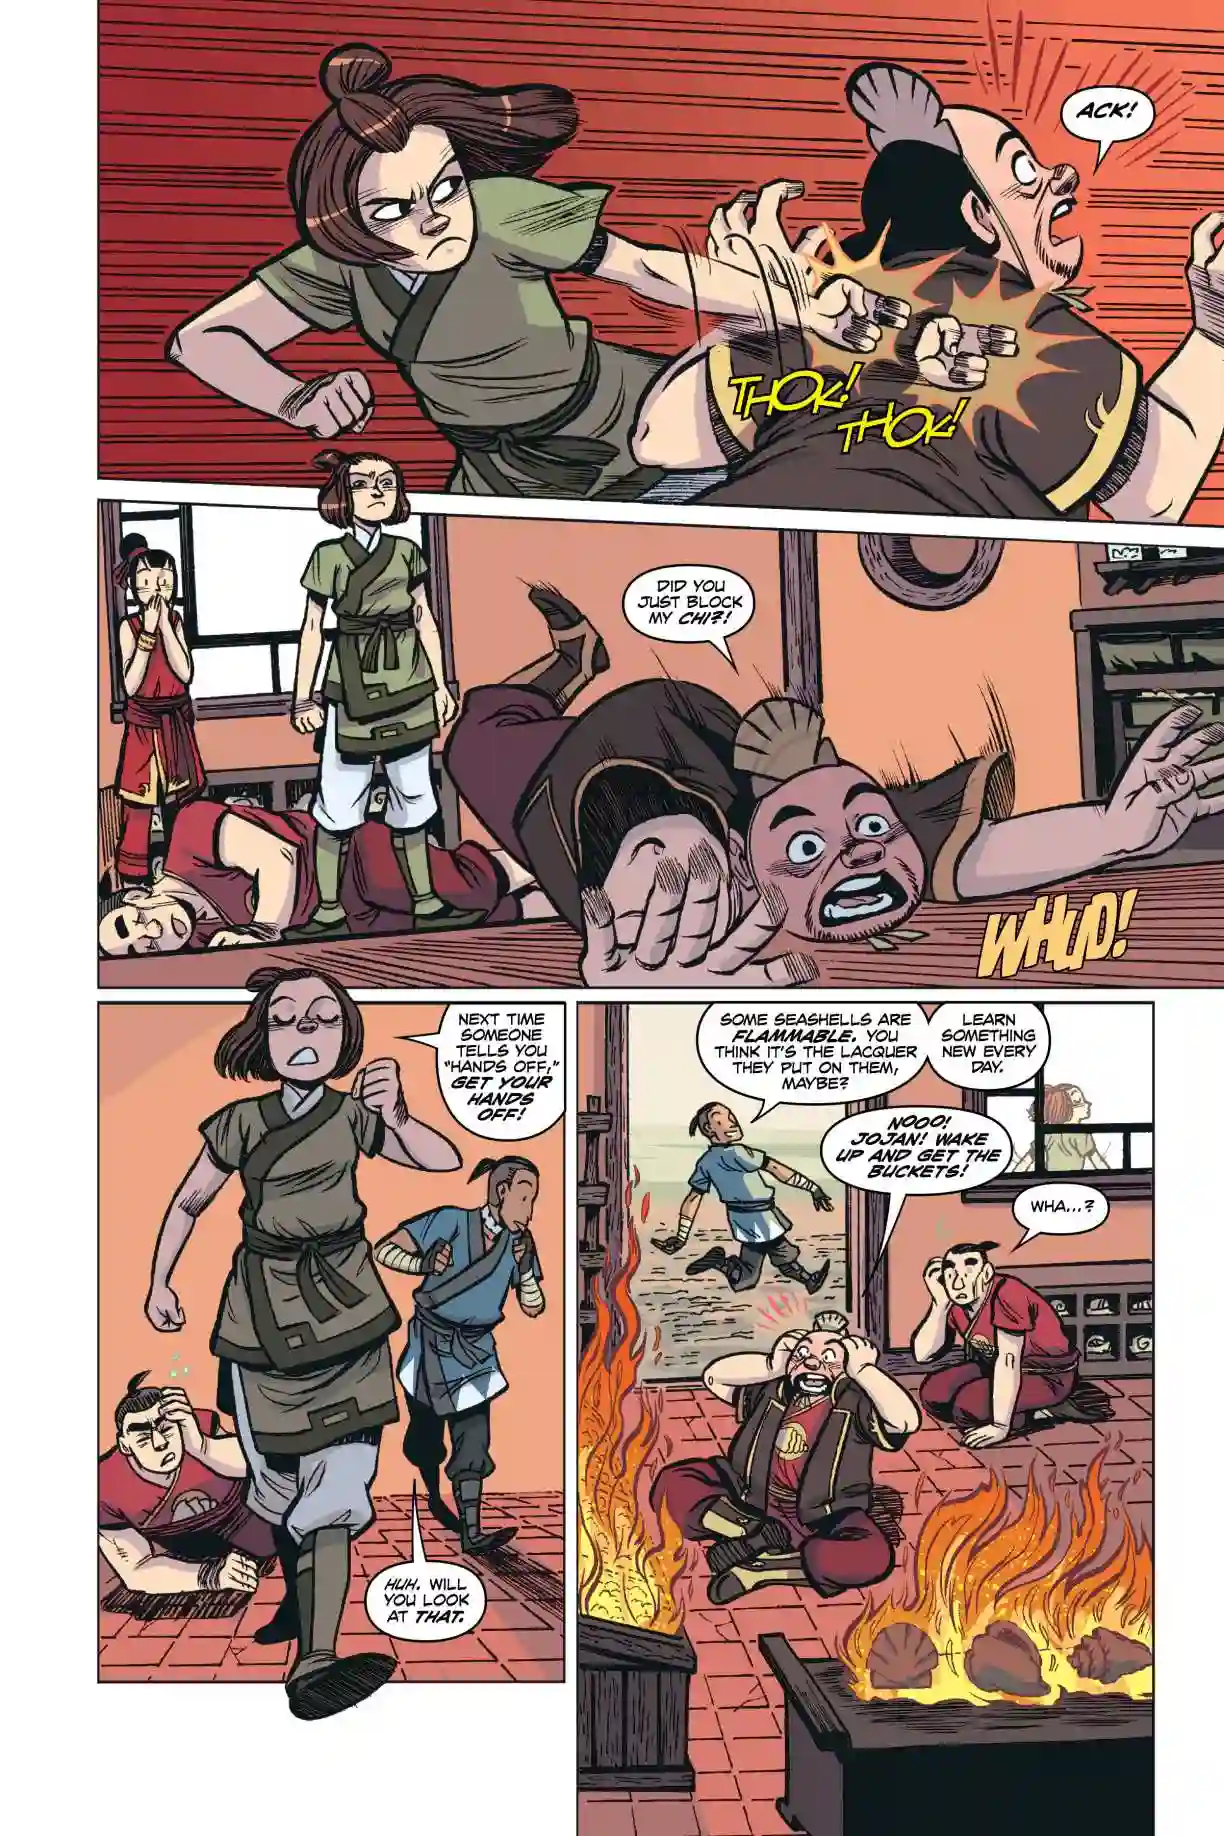 ACK!
THOK!
THOK!
DID YOU
JUST BLOCK
MY CHI?!
WHUD!
NEXT TIME
SOMEONE
TELLS YOU
"HANDS OFF,"
GET YOUR
HANDS
OFF!
HUH. WILL
YOU LOOK
AT THAT.
SOME SEASHELLS ARE
FLAMMABLE. YOU
THINK IT'S THE LACQUER
THEY PUT ON THEM,
MAYBE?
LEARN
SOMETHING
NEW EVERY
DAY.
NOOO!
JOJAN! WAKE
UP AND GET THE
BUCKETS!
WHA...?